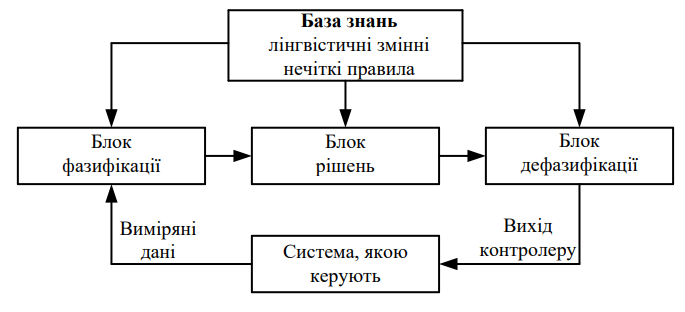 База знань
лінгвістичні змінні
нечіткі правила
Блок
фазифікації
Блок
рішень
Блок
дефазифікації
Виміряні
дані
Система, якою
керують
Вихід
контролеру